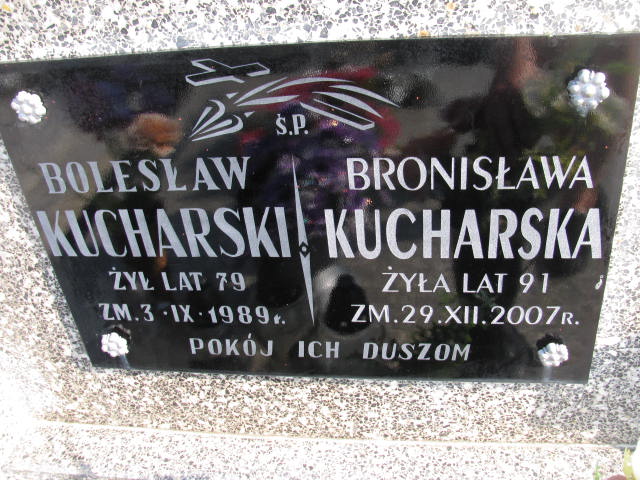 Ś.P.
BOLESŁAW
KUCHARSKI
ŻYŁ LAT 79
ZM. 3 · IX · 1989 r.
BRONISŁAWA
KUCHARSKA
ŻYŁA LAT 91
ZM. 29. XII. 2007 R.
POKÓJ ICH DUSZOM